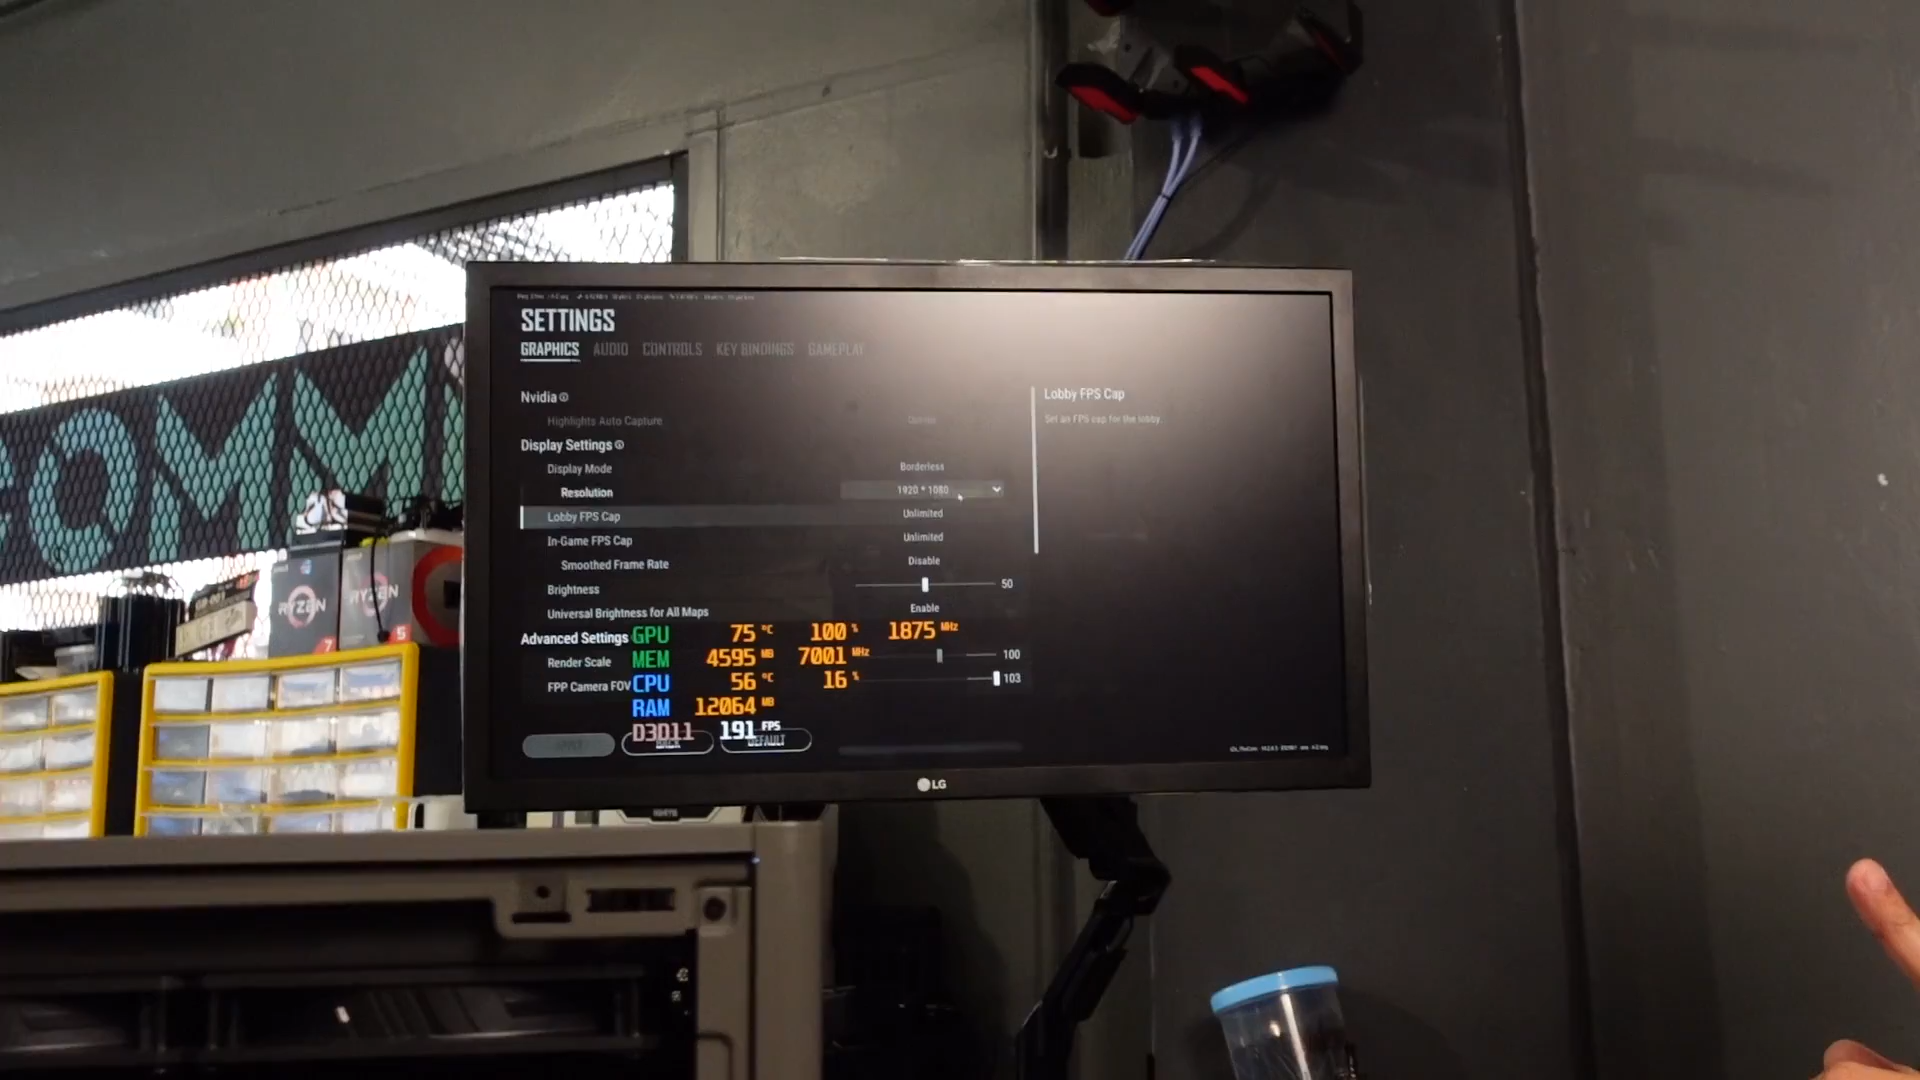 SETTINGS
GRAPHICS AUDIO CONTROLS KEY BINDINGS GAMEPLAY
Nvidia
Highlights Auto Capture
Lobby FPS Cap
Set an FPS cap for the lobby.
Display Settings
Display Mode Borderless
Resolution 1920 * 1080
Lobby FPS Cap Unlimited
In-Game FPS Cap Unlimited
Smoothed Frame Rate Disable
Brightness 50
Universal Brightness for All Maps Enable
Advanced Settings
Render Scale 100
FPP Camera FOV 103
GPU 75 °C 100 % 1875 MHz
MEM 4595 MB 7001 MHz
CPU 56 °C 16 %
RAM 12064 MB
D3D11 191 FPS
BACK DEFAULT
LG
OMM
RYZEN 7
RYZEN 5